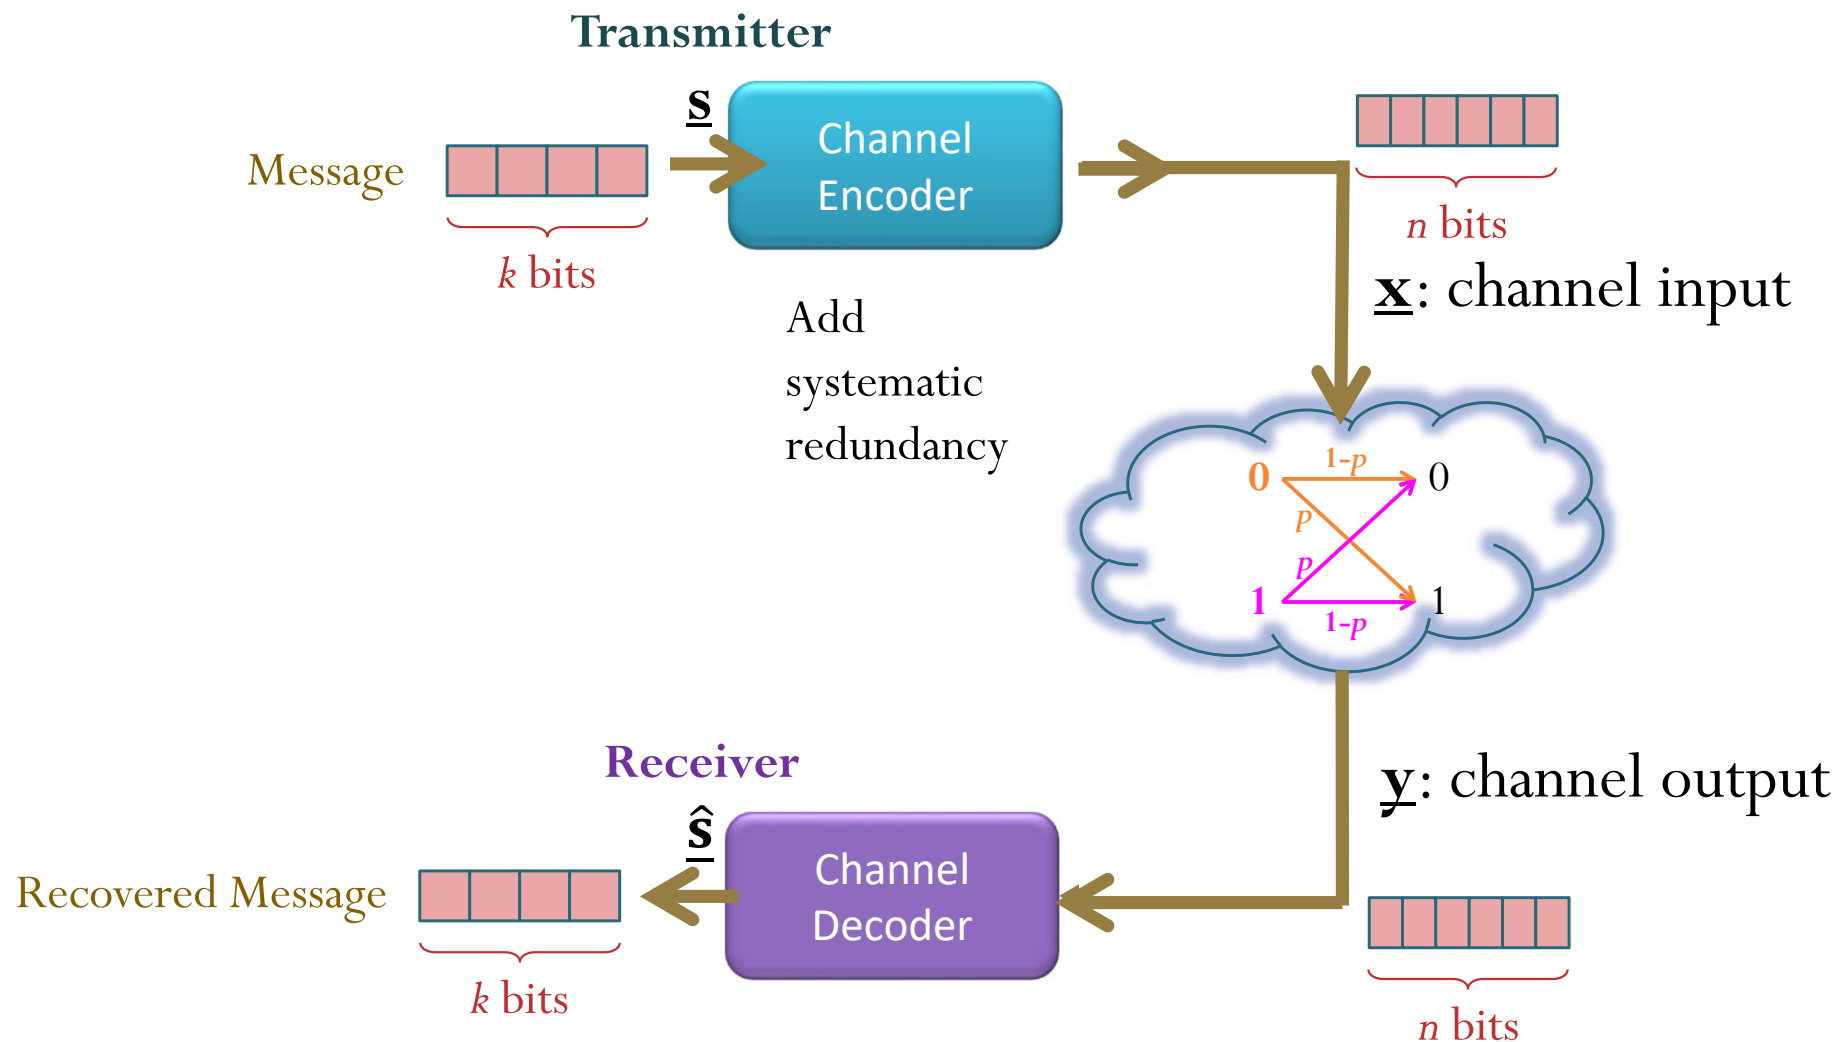 Transmitter
Message
k bits
s
Channel
Encoder
Add
systematic
redundancy
n bits
x: channel input
0
1-p
0
p
p
1
1-p
1
y: channel output
n bits
Receiver
Channel
Decoder
ŝ
Recovered Message
k bits